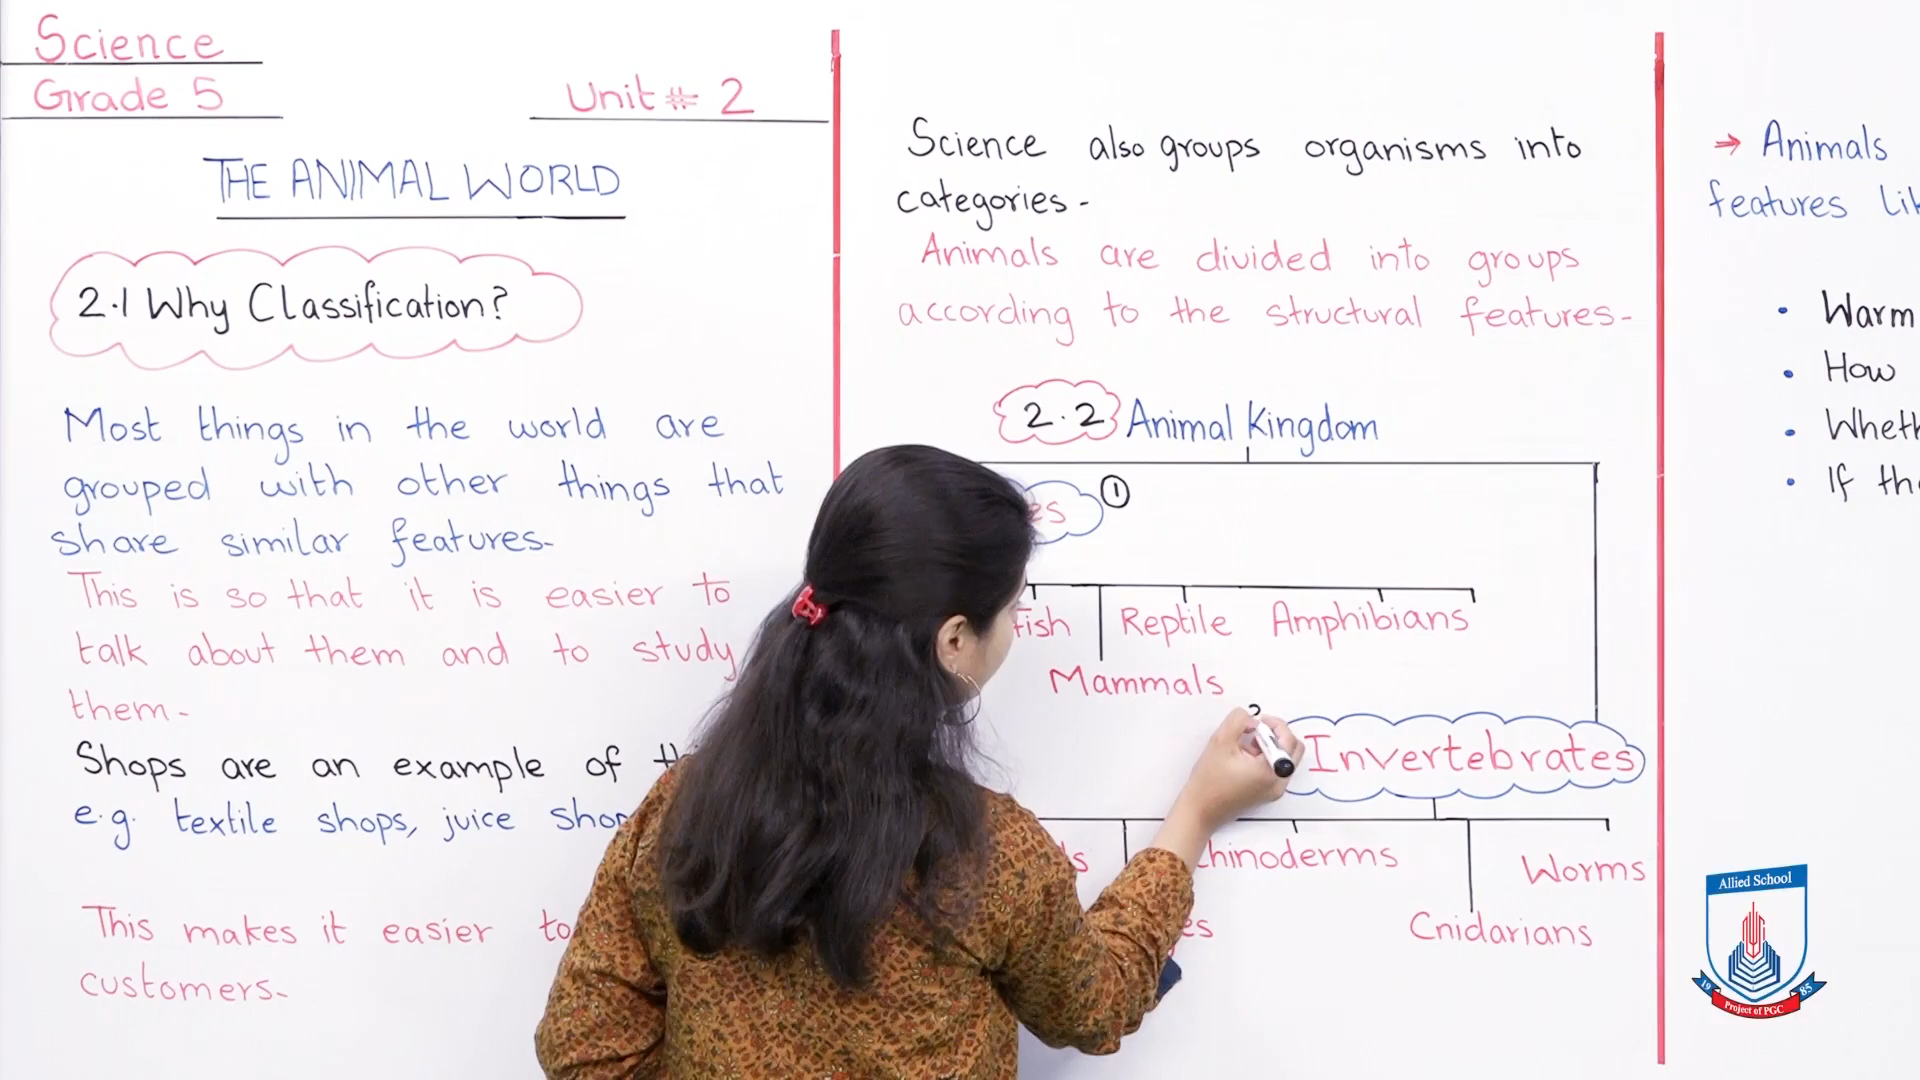 Science
Grade 5
Unit # 2
THE ANIMAL WORLD
2.1 Why Classification?
Most things in the world are
grouped with other things that
share similar features-
This is so that it is easier to
talk about them and to study
them-
Shops are an example of
e.g. textile shops, juice
This makes it easier to
customers-
Science also groups organisms into
categories-
Animals are divided into groups
according to the structural features-
2.2 Animal Kingdom
1
Fish Reptile Amphibians
Mammals
Invertebrates
Worms
Cnidarians
→ Animals
features
• Warm
• How
•
• If
Allied School
1985
Project of PGC